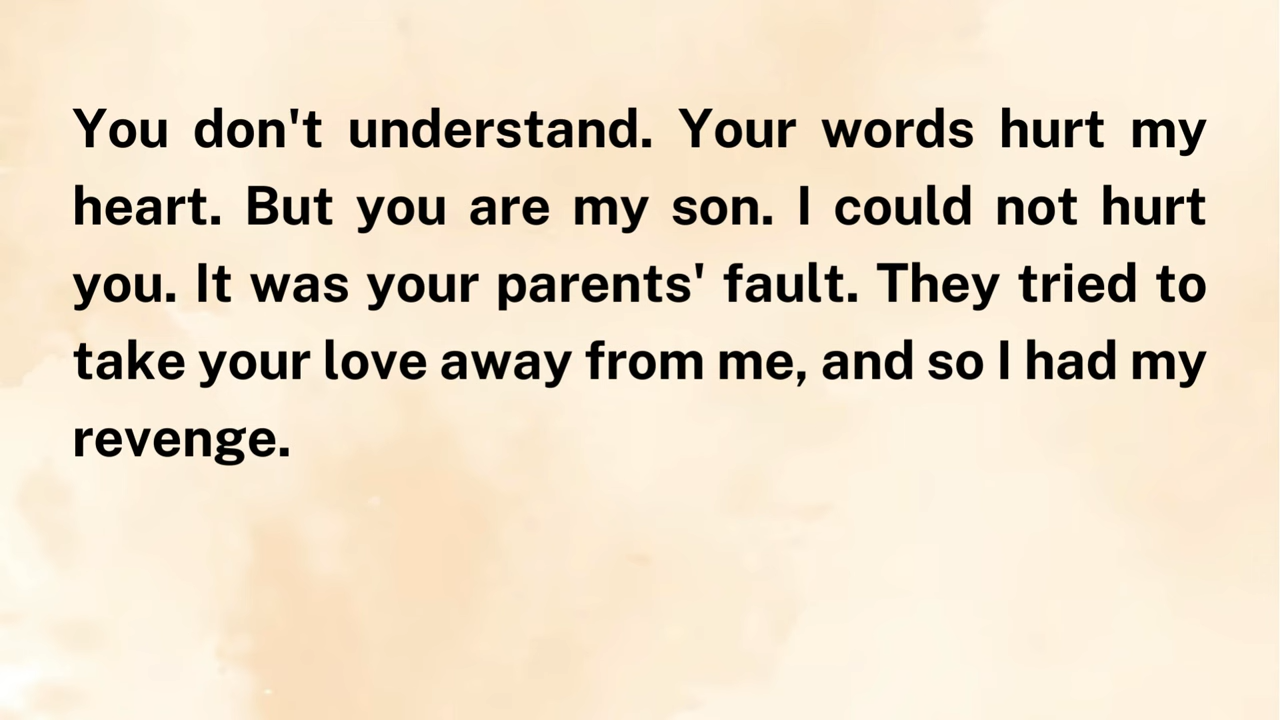 You don't understand. Your words hurt my
heart. But you are my son. I could not hurt
you. It was your parents' fault. They tried to
take your love away from me, and so I had my
revenge.